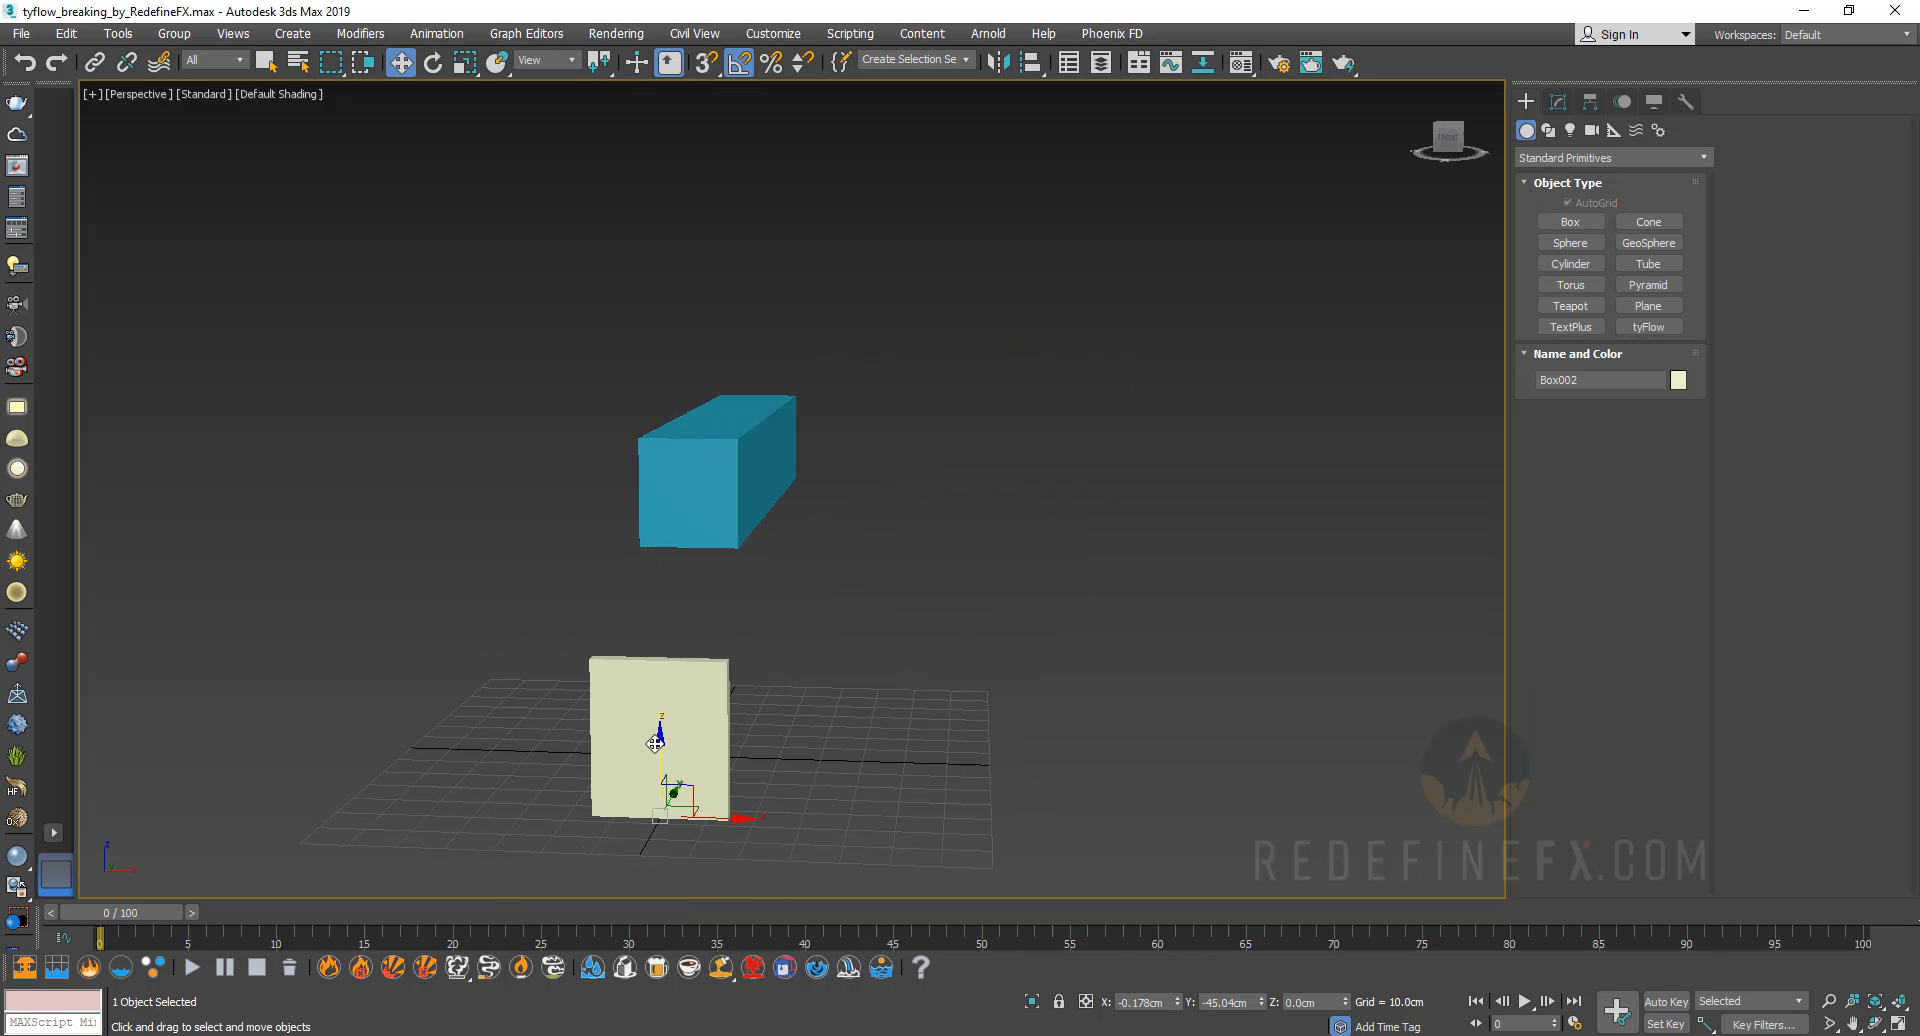 tyflow_breaking_by_RedefineFX.max - Autodesk 3ds Max 2019
File Edit Tools Group Views Create Modifiers Animation Graph Editors Rendering Civil View Customize Scripting Content Arnold Help Phoenix FD
Sign In Workspaces: Default
All View Create Selection Se
[+] [Perspective] [Standard] [Default Shading]
FRONT
Standard Primitives
Object Type
AutoGrid
Box Cone
Sphere GeoSphere
Cylinder Tube
Torus Pyramid
Teapot Plane
TextPlus tyFlow
Name and Color
Box002
z
y
HF
REDEFINEFX.COM
z
< 0 / 100 >
0 5 10 15 20 25 30 35 40 45 50 55 60 65 70 75 80 85 90 95 100
1 Object Selected X: -0.178cm Y: -45.04cm Z: 0.0cm Grid = 10.0cm Auto Key Selected
MAXScript Mi Click and drag to select and move objects Add Time Tag 0 Set Key Key Filters...